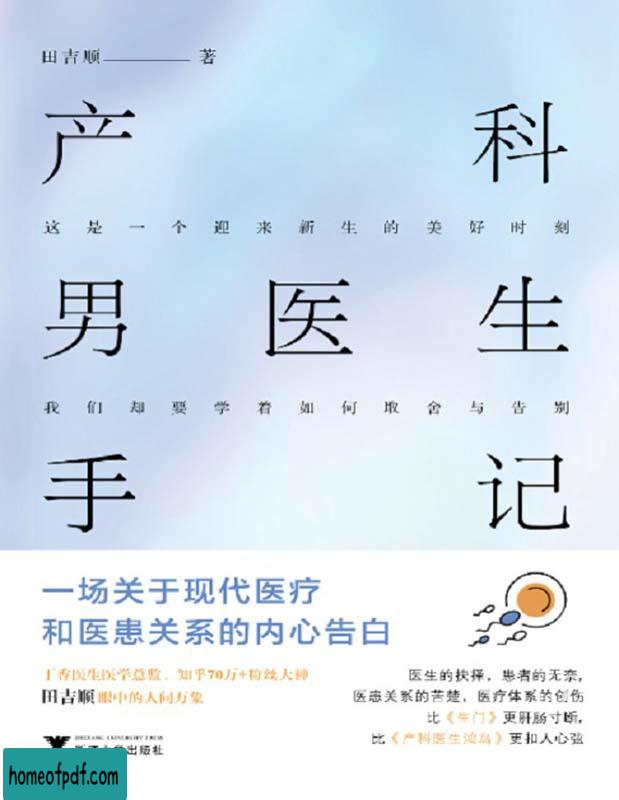 田吉顺 著
产科
这是一个迎来新生的美好时刻
男医生
我们却要学着如何取舍与告别
手记
一场关于现代医疗
和医患关系的内心告白
丁香医生医学总监、知乎70万+粉丝大神
田吉顺眼中的人间万象
医生的抉择，患者的无奈，
医患关系的苦楚，医疗体系的创伤
比《生门》更肝肠寸断，
比《产科医生鸿鸟》更扣人心弦
ZHEJIANG UNIVERSITY PRESS
浙江大学出版社
homeofpdf.com